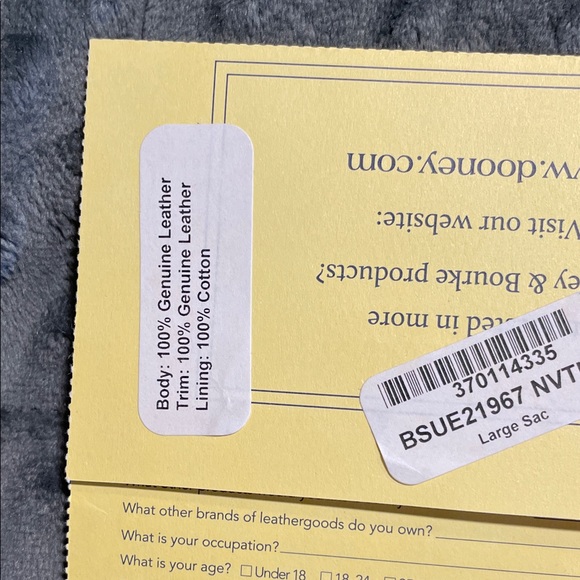 Body: 100% Genuine Leather
Trim: 100% Genuine Leather
Lining: 100% Cotton
in more
ey & Bourke products?
Visit our website:
w.dooney.com
370114335
BSUE21967 NVT
Large Sac
What other brands of leathergoods do you own?
What is your occupation?
What is your age? ☐ Under 18 ☐ 18-24